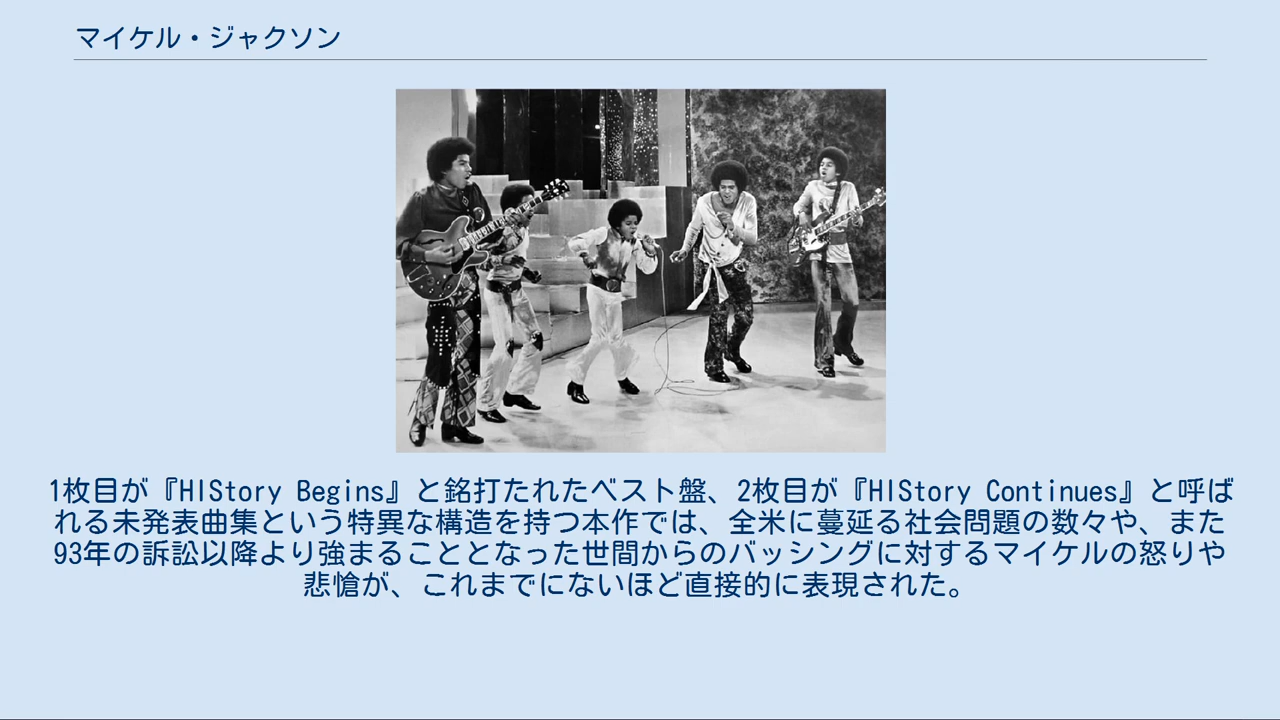 マイケル・ジャクソン
1枚目が『HIStory Begins』と銘打たれたベスト盤、2枚目が『HIStory Continues』と呼ば
れる未発表曲集という特異な構造を持つ本作では、全米に蔓延る社会問題の数々や、また
93年の訴訟以降より強まることとなった世間からのバッシングに対するマイケルの怒りや
悲愴が、これまでにないほど直接的に表現された。